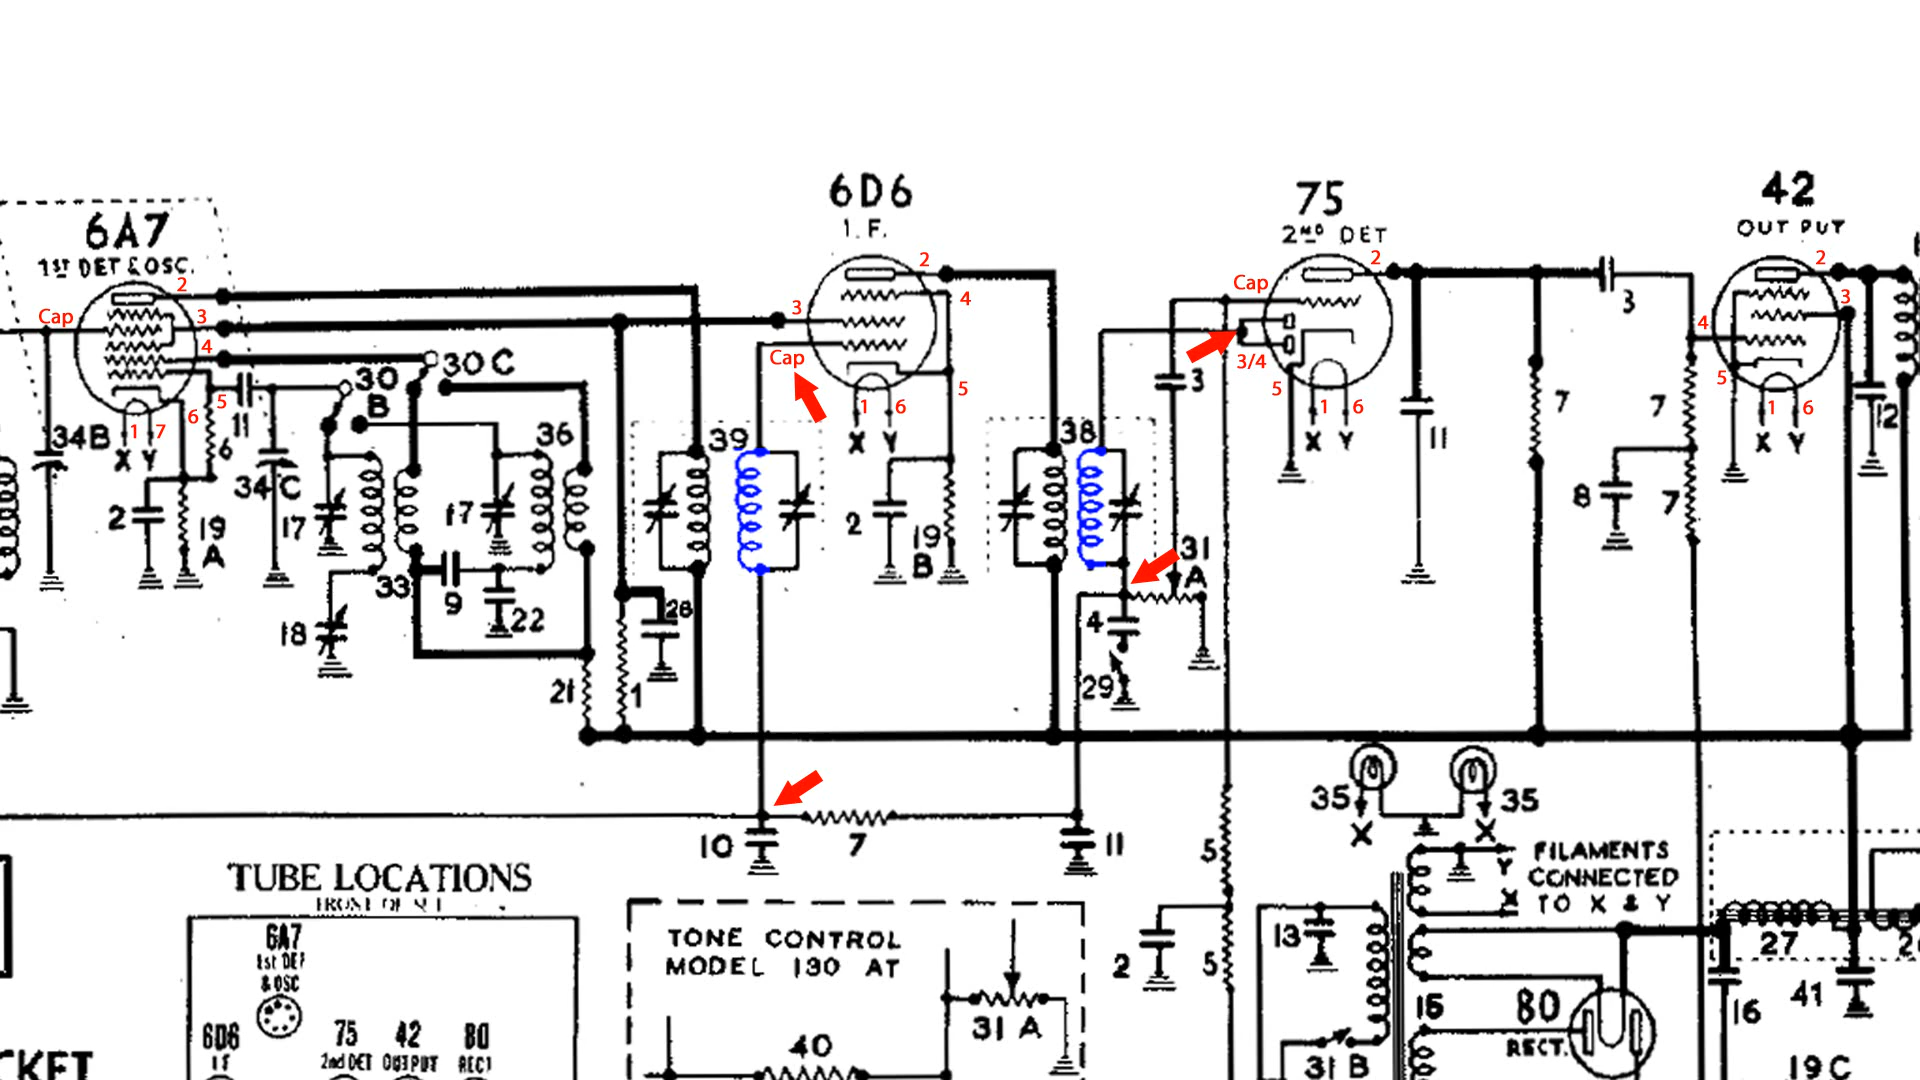 6A7
1ST DET & OSC.
Cap
2
3
4
5
6
1
7
X Y
34B
2
19
A
6
11
34C
30
B
30 C
17
18
33
9
17
22
36
21
1
28
39
10
7
11
6D6
I. F.
2
3
4
Cap
5
1
6
X Y
2
19
B
38
31
A
4
29
3
75
2ND DET
Cap
2
3/4
5
1
6
X Y
11
7
3
7
8
7
42
OUT PUT
2
3
4
5
1
6
X Y
12
35
35
X
X
FILAMENTS
CONNECTED
TO X & Y
Y
X
5
2
5
13
15
31 B
80
RECT.
16
27
41
19 C
TUBE LOCATIONS
FRONT OF SET
6A7
1st DET
& OSC
6D6
I F
75
2nd DET
42
OUTPUT
80
RECT
CKET
TONE CONTROL
MODEL 130 AT
31 A
40